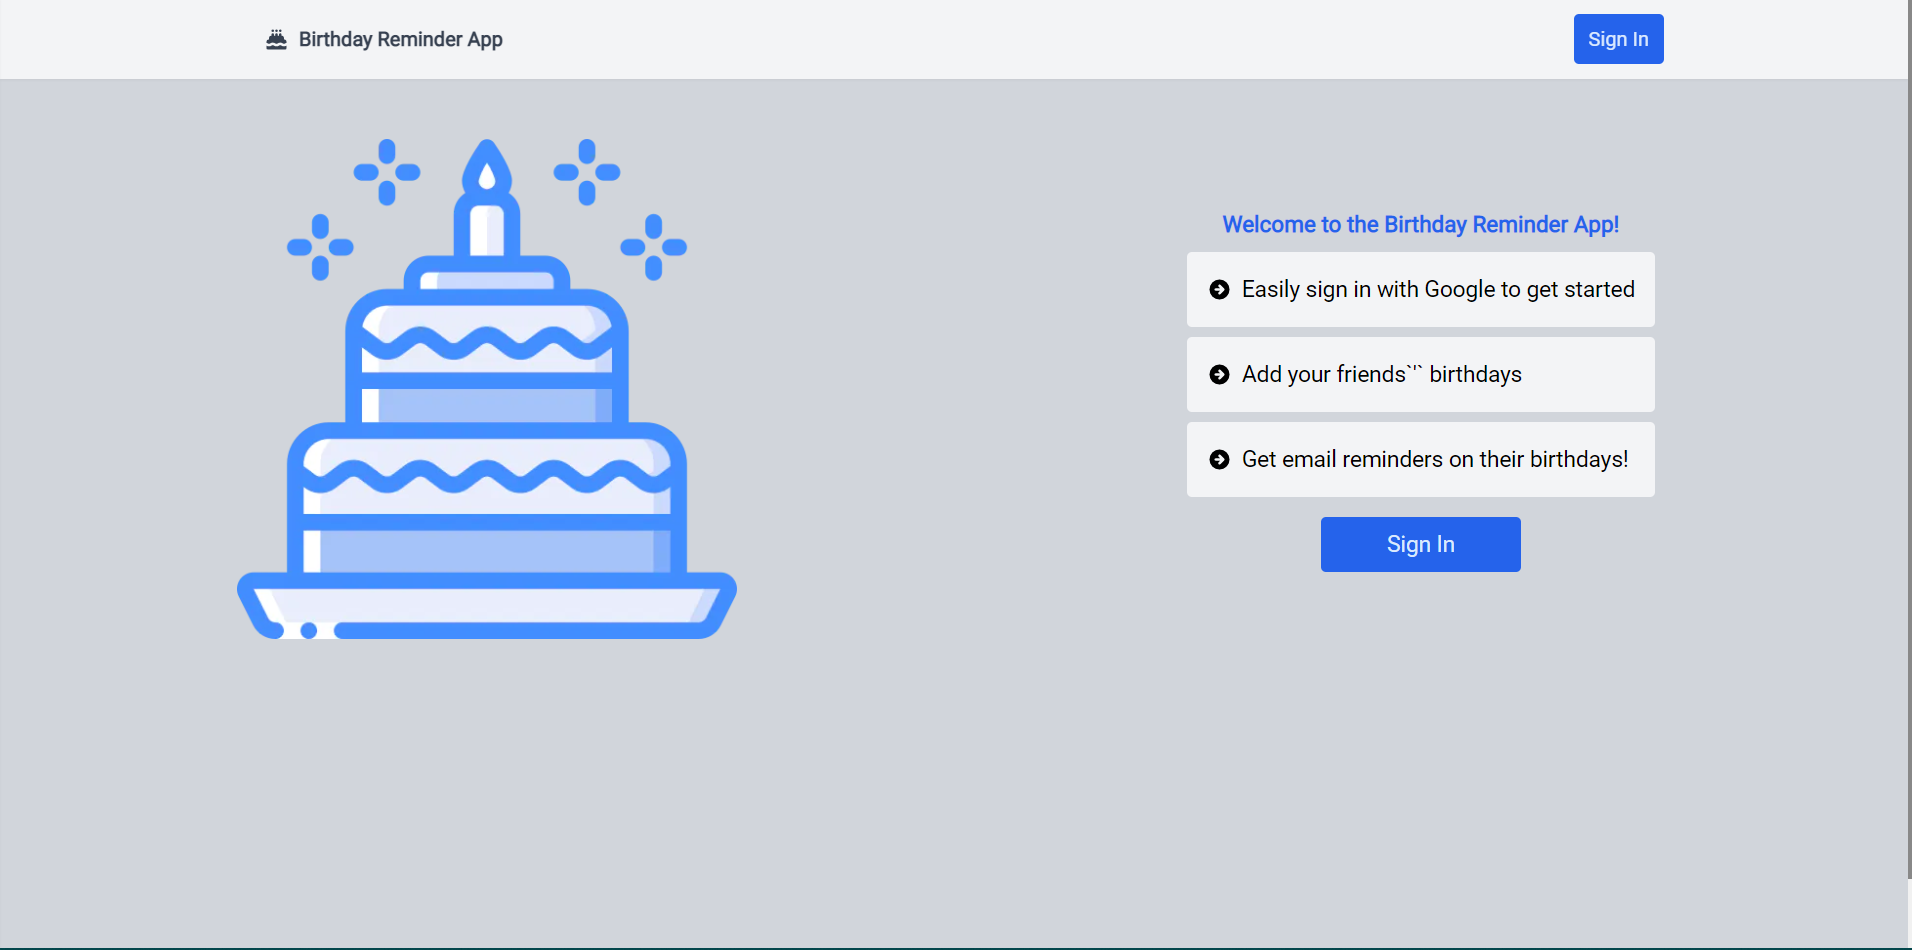 Birthday Reminder App
Sign In
Welcome to the Birthday Reminder App!
Easily sign in with Google to get started
Add your friends`'` birthdays
Get email reminders on their birthdays!
Sign In